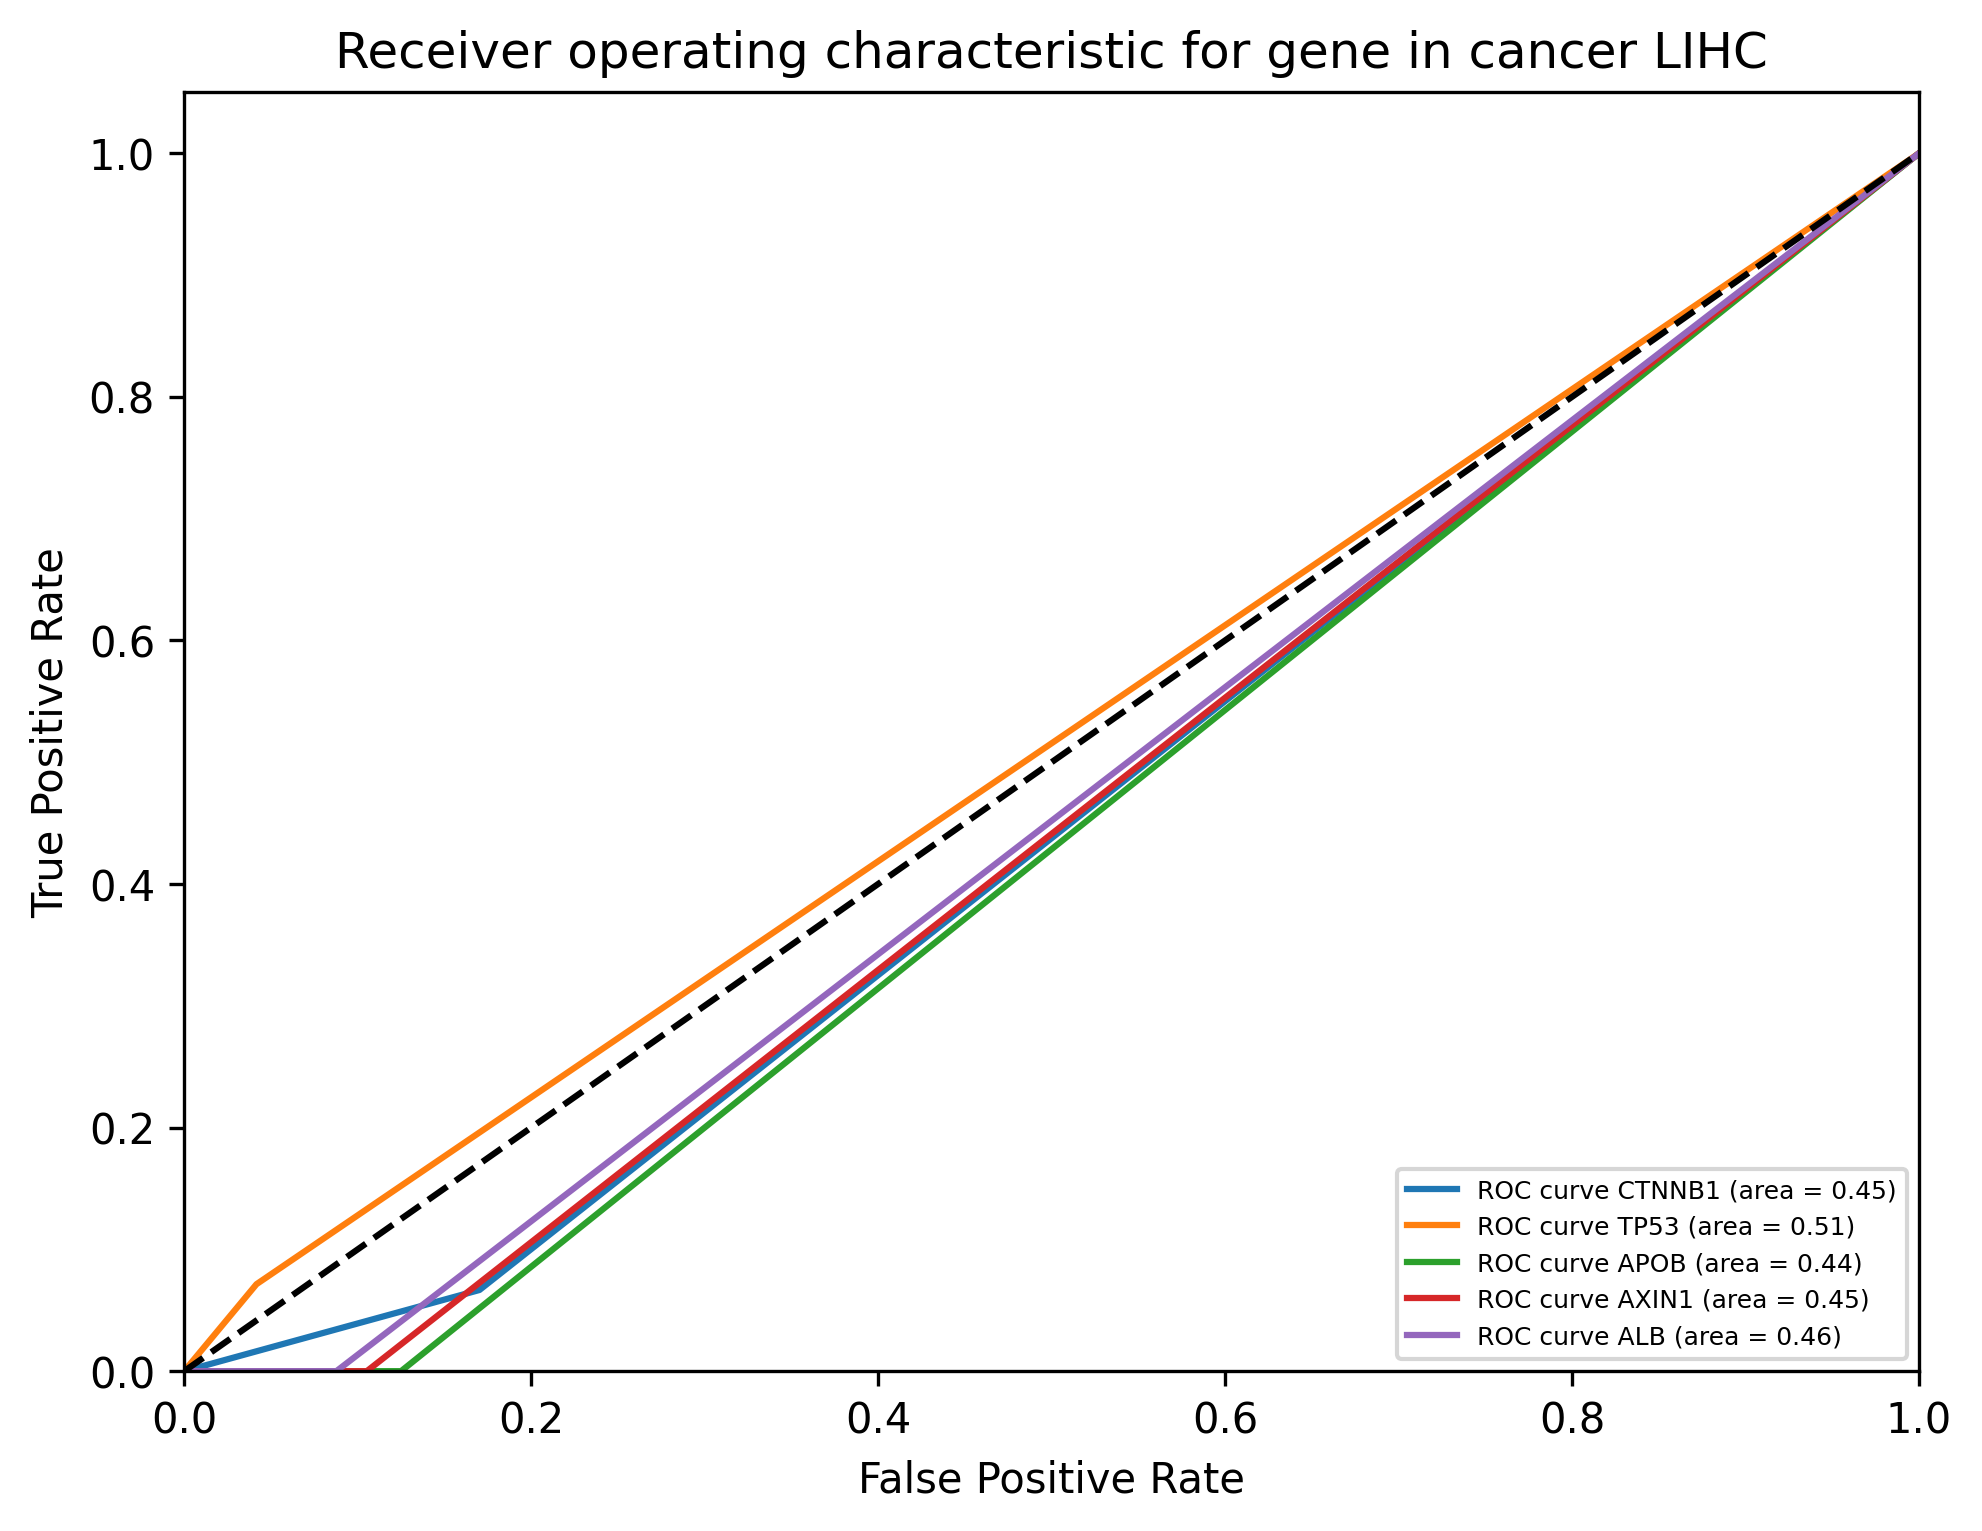 Receiver operating characteristic for gene in cancer LIHC
True Positive Rate
1.0
0.8
0.6
0.4
0.2
0.0
0.0 0.2 0.4 0.6 0.8 1.0
False Positive Rate
ROC curve CTNNB1 (area = 0.45)
ROC curve TP53 (area = 0.51)
ROC curve APOB (area = 0.44)
ROC curve AXIN1 (area = 0.45)
ROC curve ALB (area = 0.46)